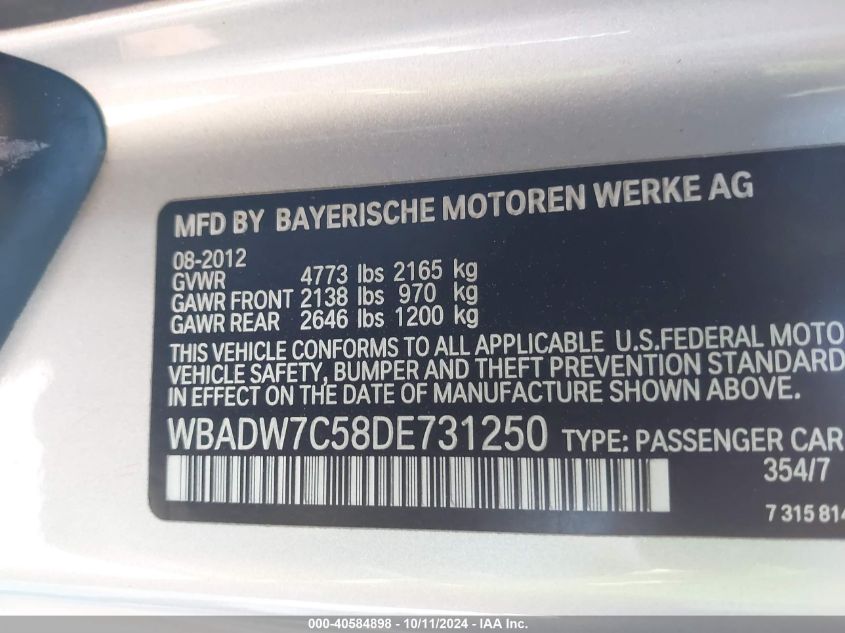 MFD BY BAYERISCHE MOTOREN WERKE AG
08-2012
GVWR 4773 lbs 2165 kg
GAWR FRONT 2138 lbs 970 kg
GAWR REAR 2646 lbs 1200 kg
THIS VEHICLE CONFORMS TO ALL APPLICABLE U.S.FEDERAL MOTO
VEHICLE SAFETY, BUMPER AND THEFT PREVENTION STANDARD
IN EFFECT ON THE DATE OF MANUFACTURE SHOWN ABOVE.
WBADW7C58DE731250 TYPE: PASSENGER CAR
354/7
7 315 814
000-40584898 - 10/11/2024 - IAA Inc.